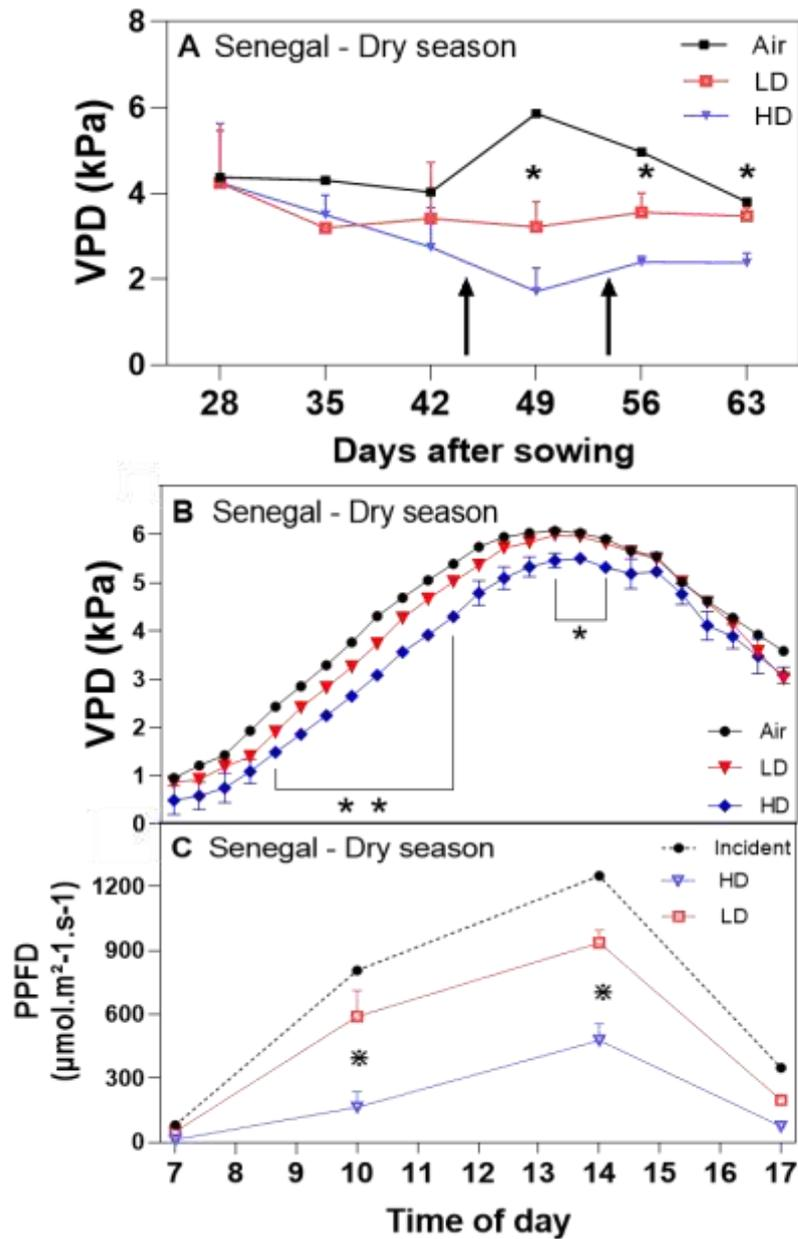 A Senegal - Dry season
Air
LD
HD
VPD (kPa)
8
6
4
2
0
* * *
28 35 42 49 56 63
Days after sowing
B Senegal - Dry season
VPD (kPa)
6
5
4
3
2
1
0
*
* *
Air
LD
HD
C Senegal - Dry season
Incident
HD
LD
PPFD
(µmol.m²-1.s-1)
1200
900
600
300
0
※
※
7 8 9 10 11 12 13 14 15 16 17
Time of day